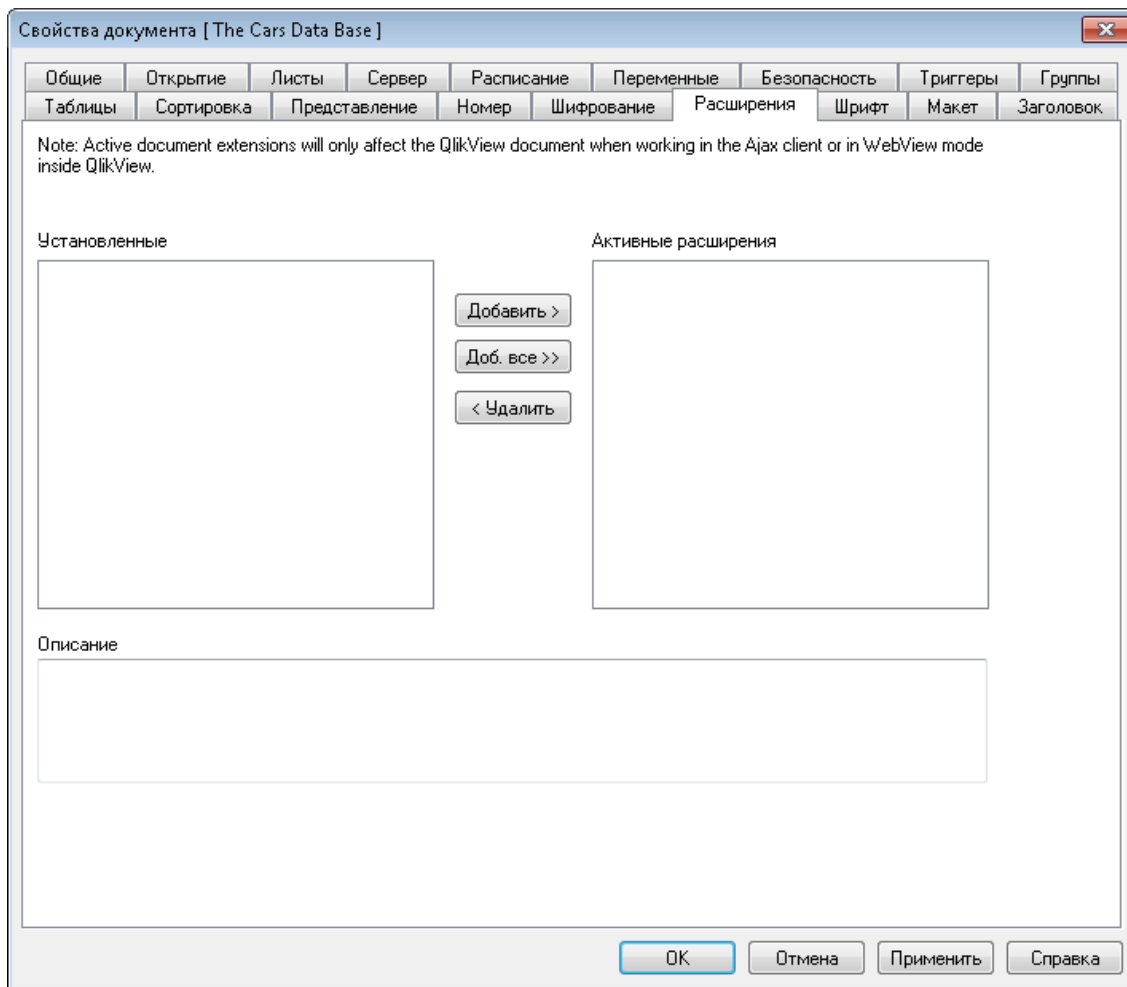 Свойства документа [ The Cars Data Base ]
Общие Открытие Листы Сервер Расписание Переменные Безопасность Триггеры Группы
Таблицы Сортировка Представление Номер Шифрование Расширения Шрифт Макет Заголовок
Note: Active document extensions will only affect the QlikView document when working in the Ajax client or in WebView mode
inside QlikView.
Установленные Активные расширения
Добавить >
Доб. все >>
< Удалить
Описание
OK Отмена Применить Справка